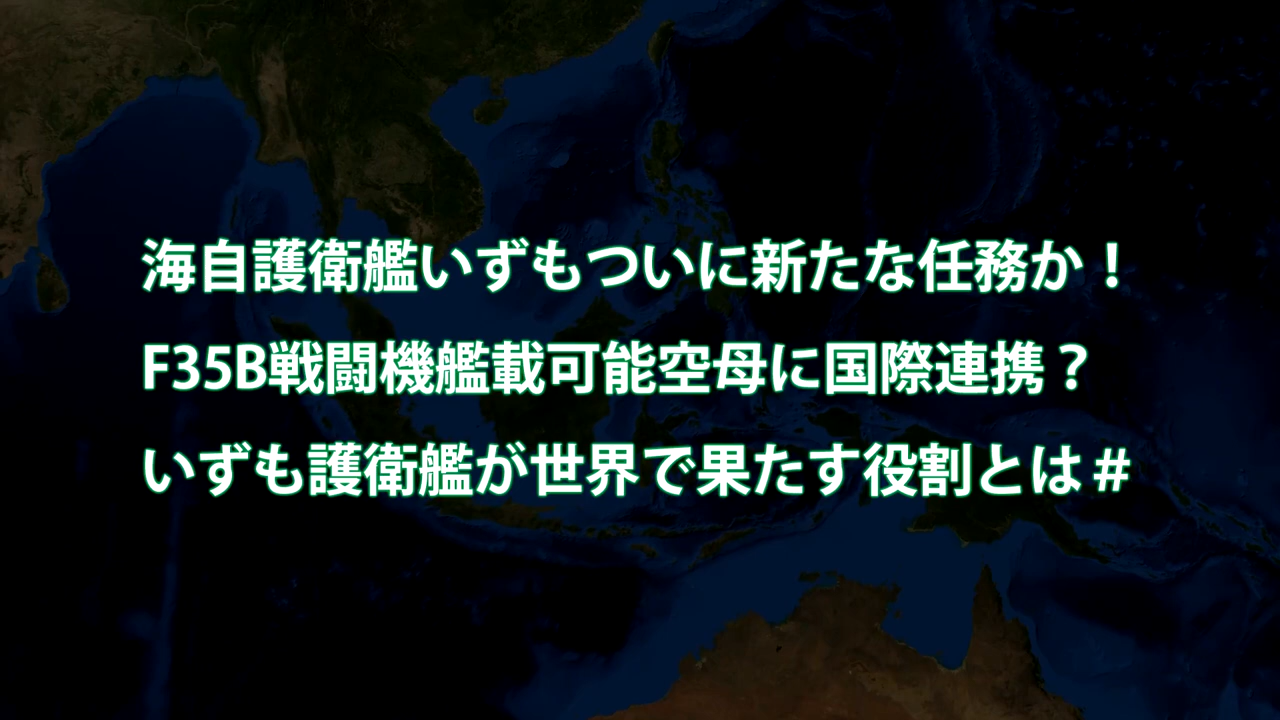 海自護衛艦いずもついに新たな任務か！
F35B戦闘機艦載可能空母に国際連携？
いずも護衛艦が世界で果たす役割とは＃